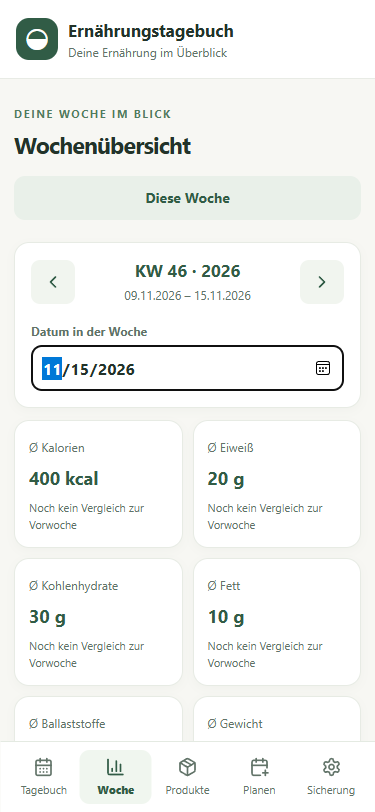 Ernährungstagebuch
Deine Ernährung im Überblick
DEINE WOCHE IM BLICK
Wochenübersicht
Diese Woche
KW 46 · 2026
09.11.2026 – 15.11.2026
Datum in der Woche
11/15/2026
Ø Kalorien
400 kcal
Noch kein Vergleich zur
Vorwoche
Ø Eiweiß
20 g
Noch kein Vergleich zur
Vorwoche
Ø Kohlenhydrate
30 g
Noch kein Vergleich zur
Vorwoche
Ø Fett
10 g
Noch kein Vergleich zur
Vorwoche
Ø Ballaststoffe
Ø Gewicht
Tagebuch
Woche
Produkte
Planen
Sicherung